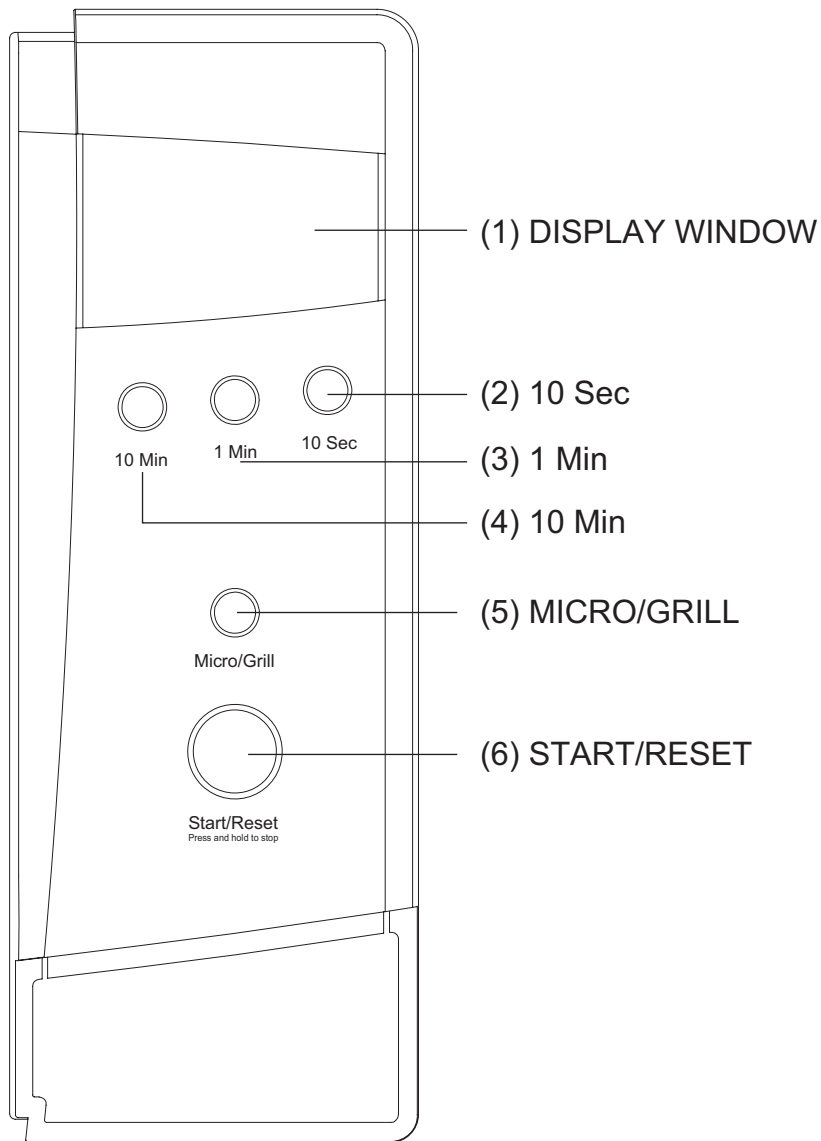 (1) DISPLAY WINDOW
(2) 10 Sec
10 Min
1 Min
10 Sec
(3) 1 Min
(4) 10 Min
(5) MICRO/GRILL
Micro/Grill
(6) START/RESET
Start/Reset
Press and hold to stop